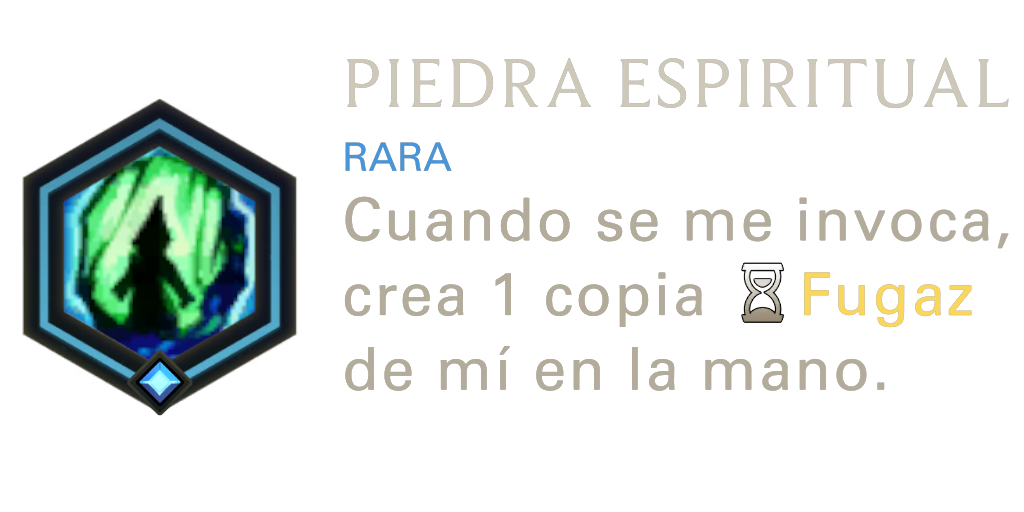 PIEDRA ESPIRITUAL
RARA
Cuando se me invoca,
crea 1 copia Fugaz
de mí en la mano.